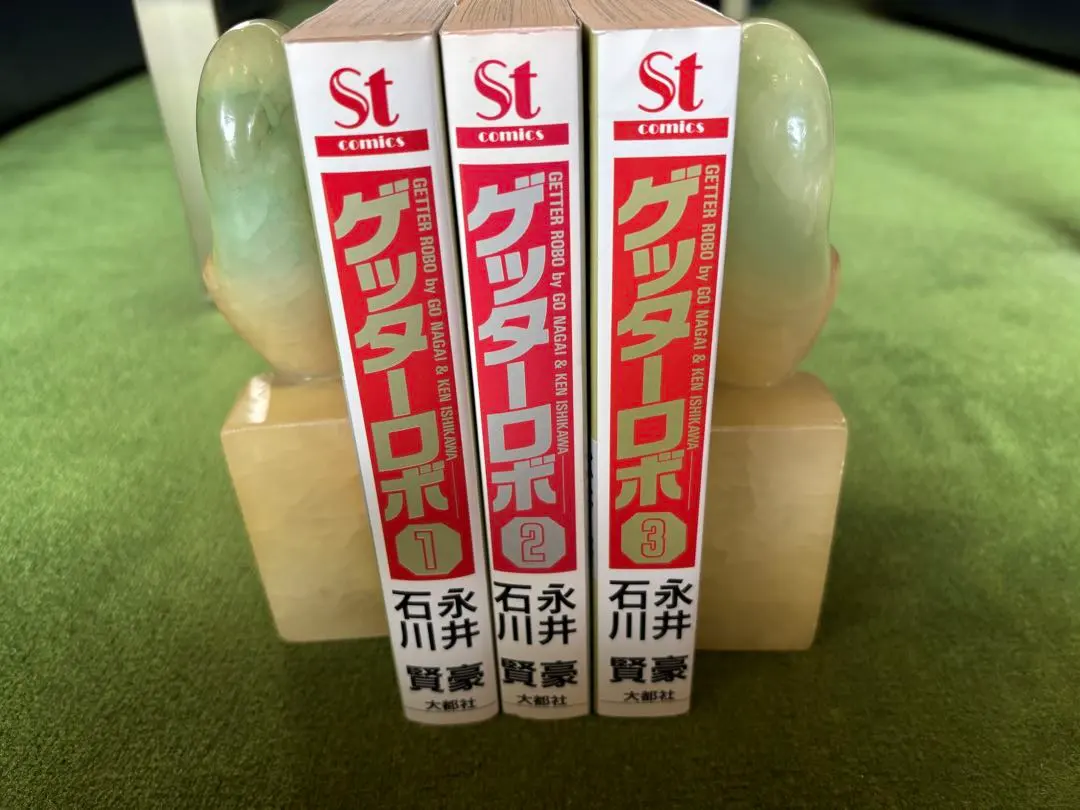 St
comics
ゲッターロボ
GETTER ROBO by GO NAGAI & KEN ISHIKAWA
1
永井豪
石川賢
大都社
St
comics
ゲッターロボ
GETTER ROBO by GO NAGAI & KEN ISHIKAWA
2
永井豪
石川賢
大都社
St
comics
ゲッターロボ
GETTER ROBO by GO NAGAI & KEN ISHIKAWA
3
永井豪
石川賢
大都社